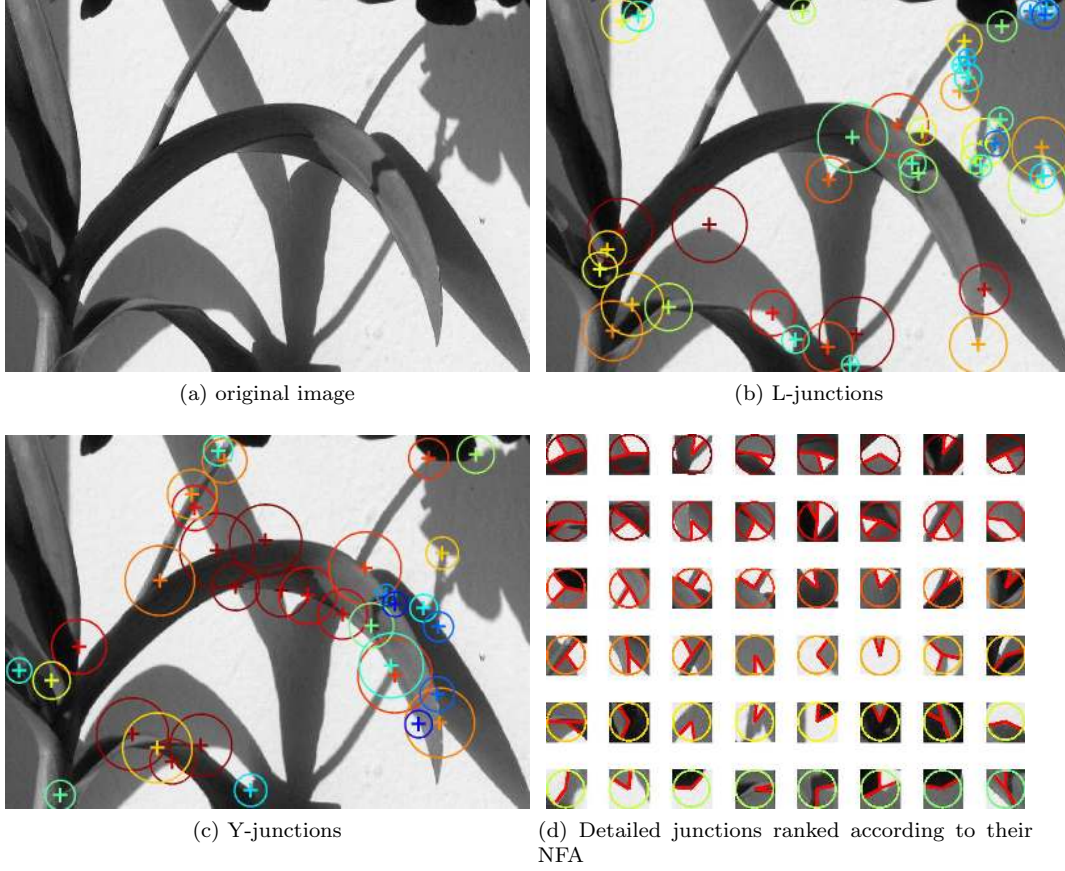 (a) original image
(b) L-junctions
(c) Y-junctions
(d) Detailed junctions ranked according to their
NFA